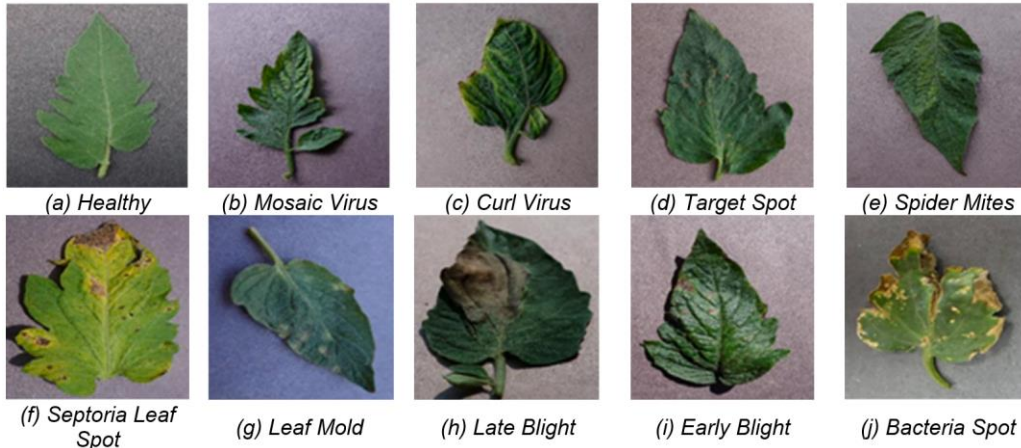 (a) Healthy
(b) Mosaic Virus
(c) Curl Virus
(d) Target Spot
(e) Spider Mites
(f) Septoria Leaf
Spot
(g) Leaf Mold
(h) Late Blight
(i) Early Blight
(j) Bacteria Spot